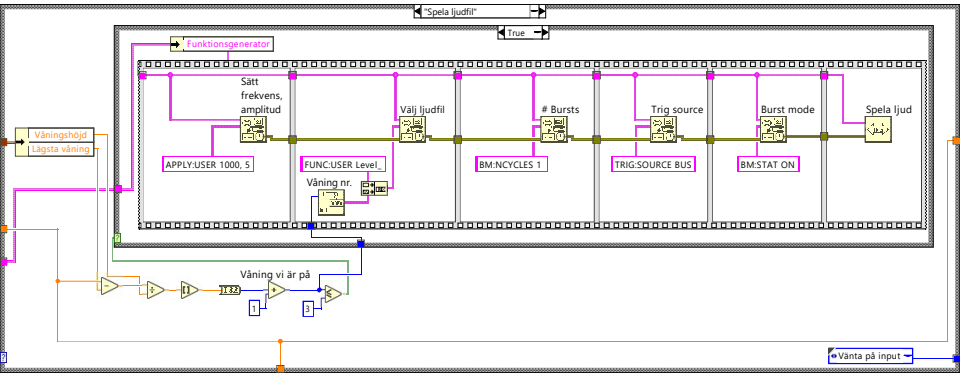 "Spela ljudfil"
True
Funktionsgenerator
Sätt
frekvens,
amplitud
Välj ljudfil
# Bursts
Trig source
Burst mode
Spela ljud
Våningshöjd
Lägsta våning
APPLY:USER 1000, 5
FUNC:USER Level_
BM:NCYCLES 1
TRIG:SOURCE BUS
BM:STAT ON
Våning nr.
?
Våning vi är på
I32
1
3
?
Vänta på input